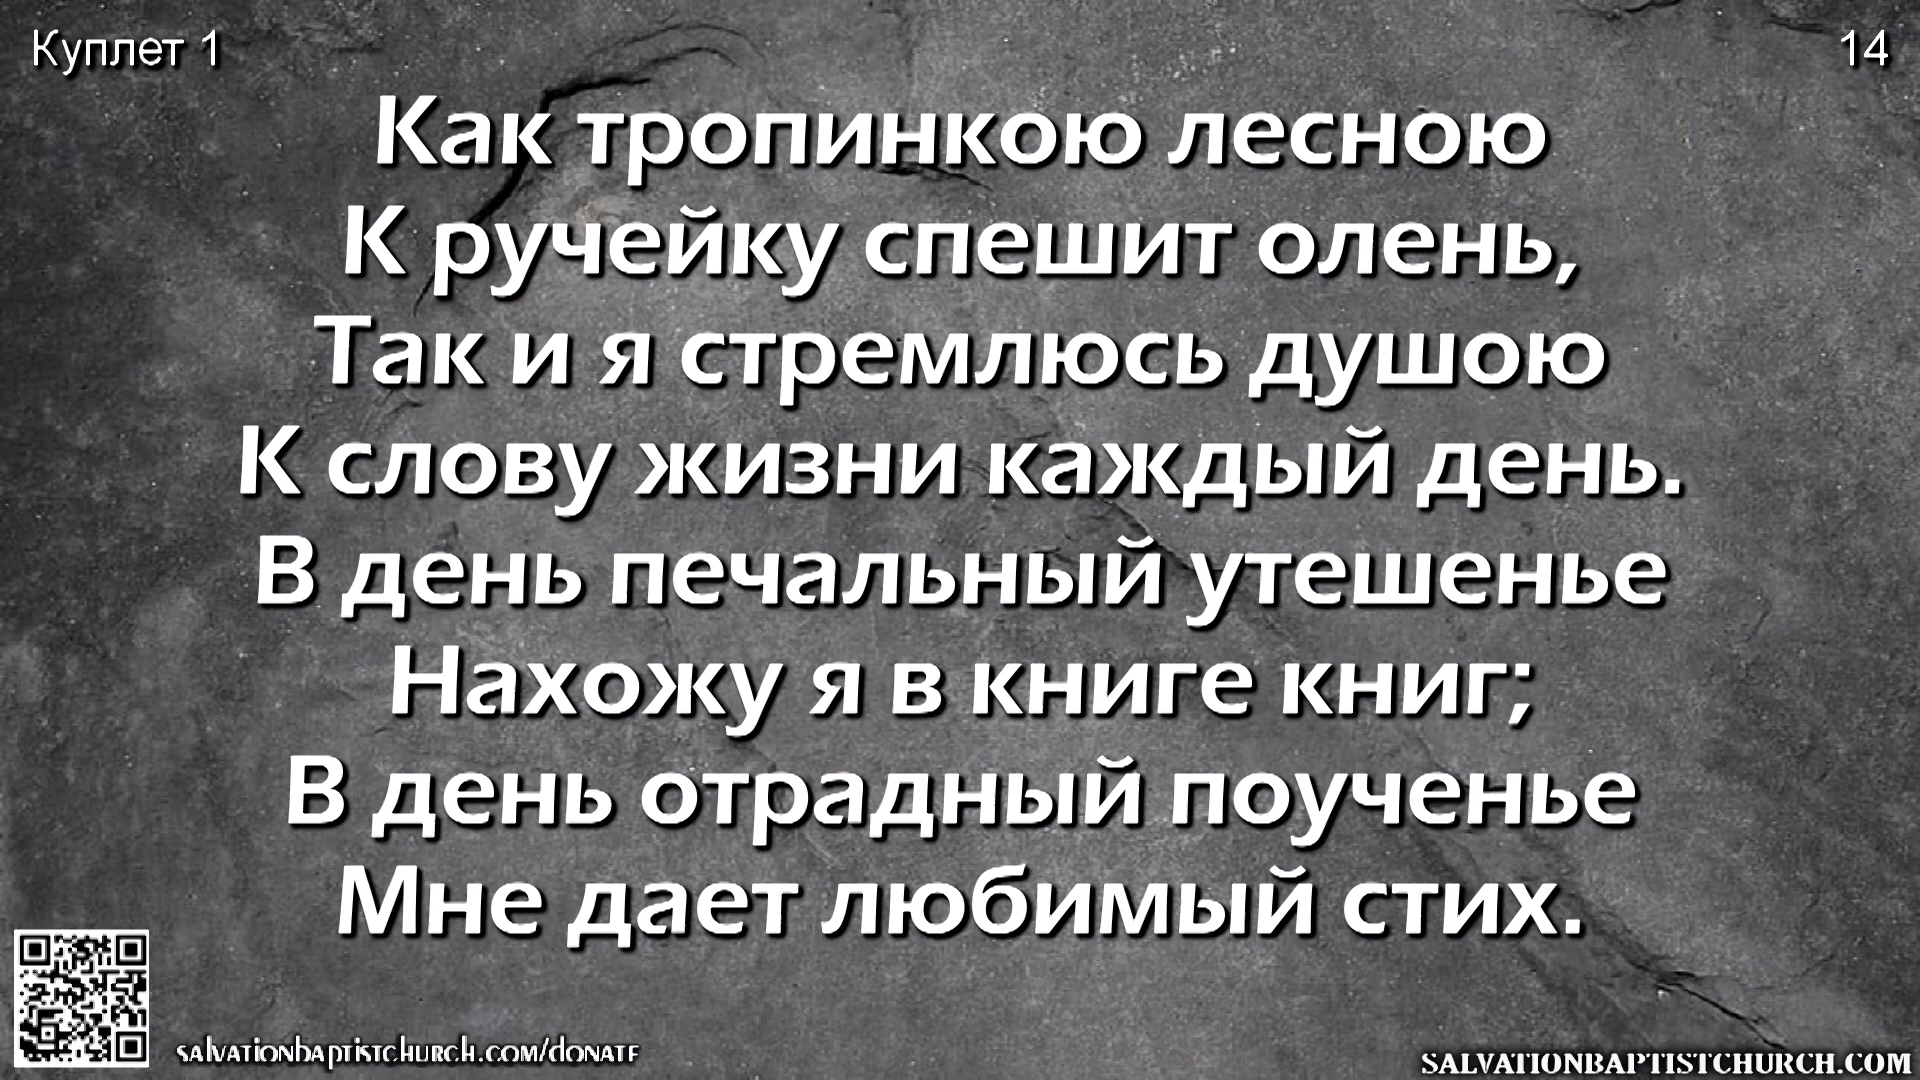 Куплет 1
14
Как тропинкою лесною
К ручейку спешит олень,
Так и я стремлюсь душою
К слову жизни каждый день.
В день печальный утешенье
Нахожу я в книге книг;
В день отрадный поученье
Мне дает любимый стих.
salvationbaptistchurch.com/donate
SALVATIONBAPTISTCHURCH.COM